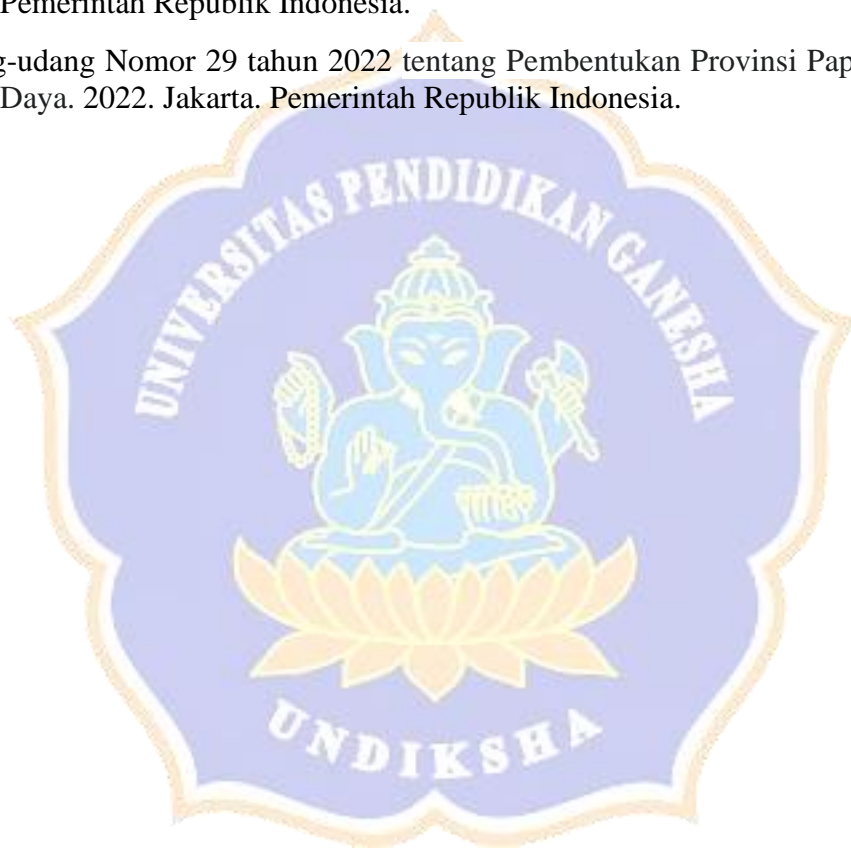 Pemerintah Republik Indonesia.
g-udang Nomor 29 tahun 2022 tentang Pembentukan Provinsi Pap
Daya. 2022. Jakarta. Pemerintah Republik Indonesia.
UNIVERSITAS PENDIDIKAN GANESHA
UNDIKSHA